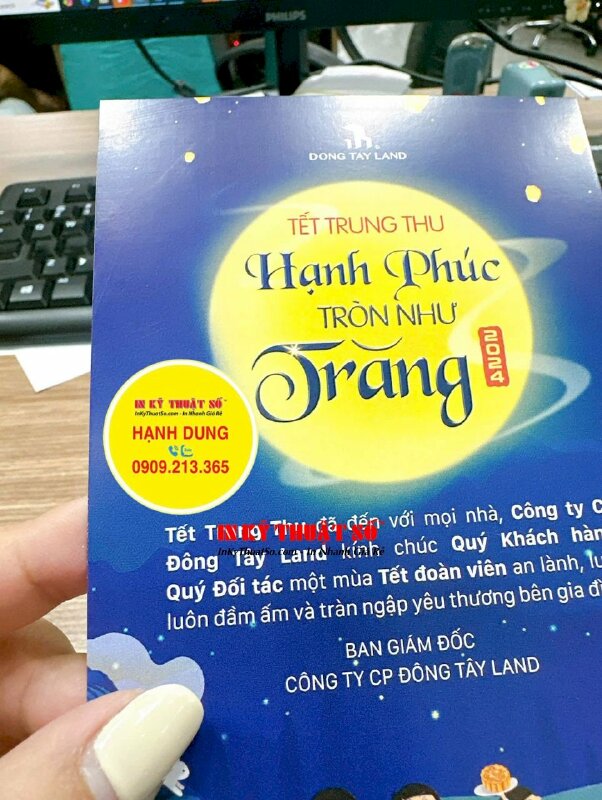 PHILIPS
DONG TAY LAND
TẾT TRUNG THU
Hạnh Phúc
TRÒN NHƯ
Trăng
2024
IN KỸ THUẬT SỐ
InKyThuatSo.com - In Nhanh Giá Rẻ
HẠNH DUNG
0909.213.365
Tết Trung Thu đã đến với mọi nhà, Công ty C
IN KỸ THUẬT SỐ
InKyThuatSo.com - In Nhanh Giá Rẻ
Đông Tây Land kính chúc Quý Khách hàn
Quý Đối tác một mùa Tết đoàn viên an lành, lu
luôn đầm ấm và tràn ngập yêu thương bên gia đì
BAN GIÁM ĐỐC
CÔNG TY CP ĐÔNG TÂY LAND